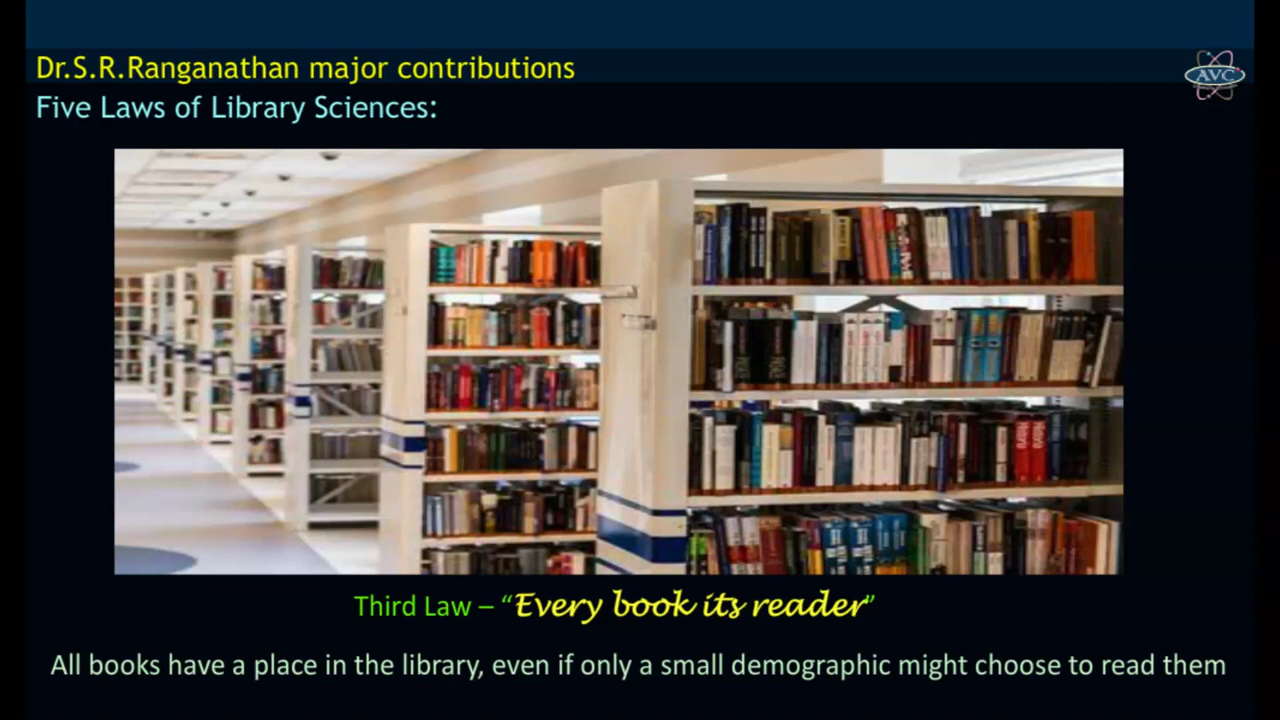 Dr.S.R.Ranganathan major contributions
AVC
Five Laws of Library Sciences:
Third Law – “Every book its reader”
All books have a place in the library, even if only a small demographic might choose to read them